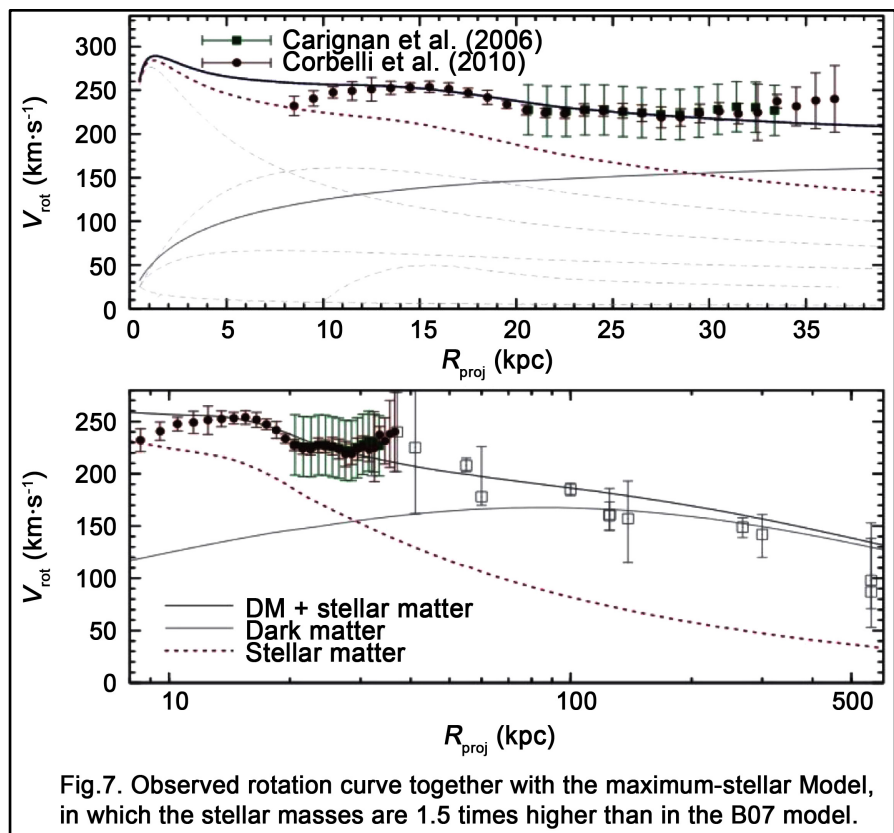 300
250
200
150
100
50
0
V_rot (km·s⁻¹)
Carignan et al. (2006)
Corbelli et al. (2010)
0 5 10 15 20 25 30 35
R_proj (kpc)
250
200
150
100
50
0
V_rot (km·s⁻¹)
DM + stellar matter
Dark matter
Stellar matter
10 100 500
R_proj (kpc)
Fig.7. Observed rotation curve together with the maximum-stellar Model,
in which the stellar masses are 1.5 times higher than in the B07 model.